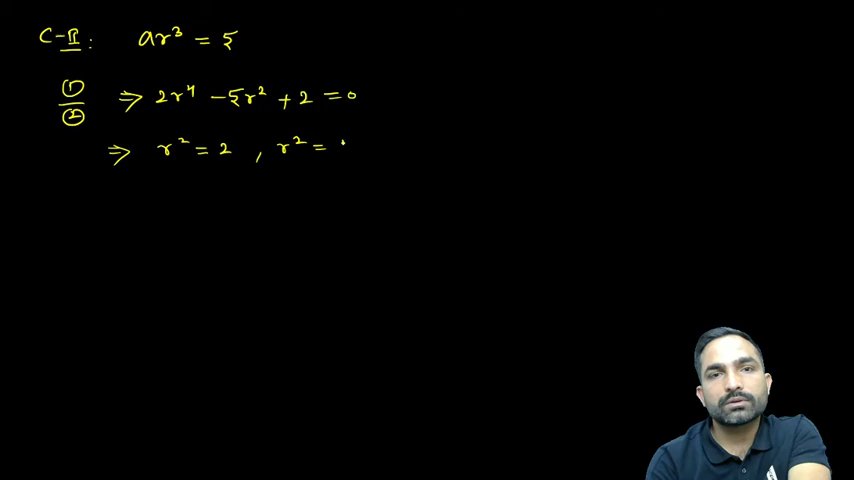 C-II: ar³ = 5
①/② ⇒ 2r⁴ - 5r² + 2 = 0
⇒ r² = 2 , r² =